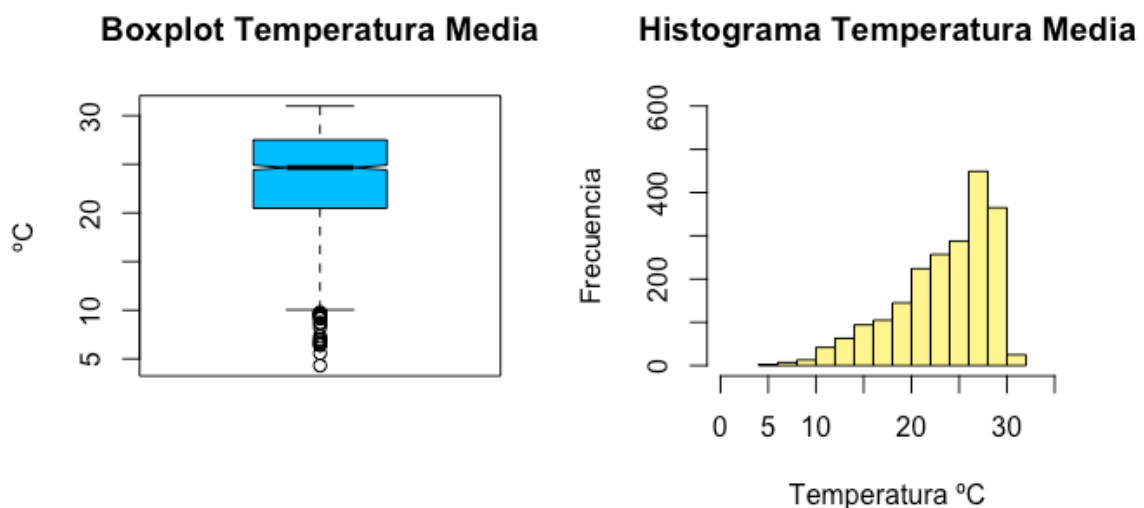 Boxplot Temperatura Media
ºC
30
20
10
5
Histograma Temperatura Media
Frecuencia
600
400
200
0
0 5 10 20 30
Temperatura ºC